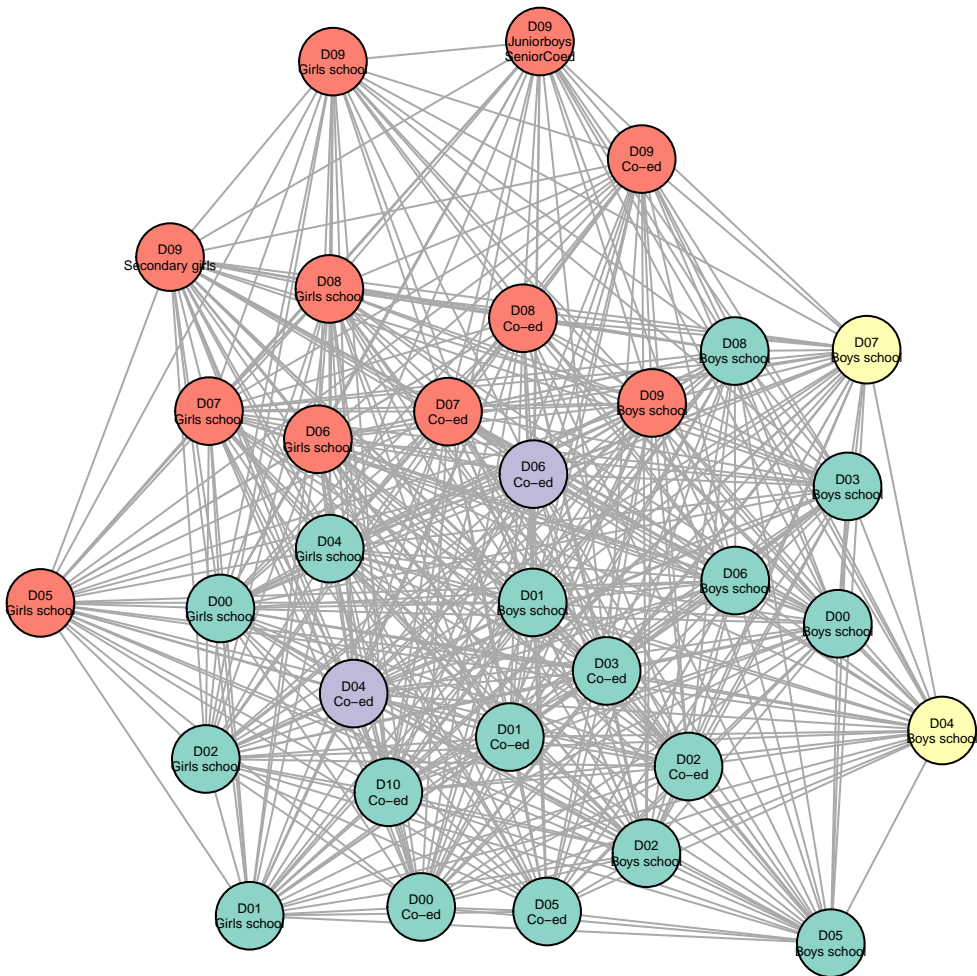 D09
Juniorboys
SeniorCoed
D09
Girls school
D09
Co−ed
D09
Secondary girls
D08
Girls school
D08
Co−ed
D08
Boys school
D07
Boys school
D07
Girls school
D06
Girls school
D07
Co−ed
D09
Boys school
D06
Co−ed
D03
Boys school
D04
Girls school
D06
Boys school
D05
Girls school
D00
Girls school
D01
Boys school
D00
Boys school
D03
Co−ed
D04
Co−ed
D04
Boys school
D01
Co−ed
D02
Girls school
D02
Co−ed
D10
Co−ed
D02
Boys school
D01
Girls school
D00
Co−ed
D05
Co−ed
D05
Boys school